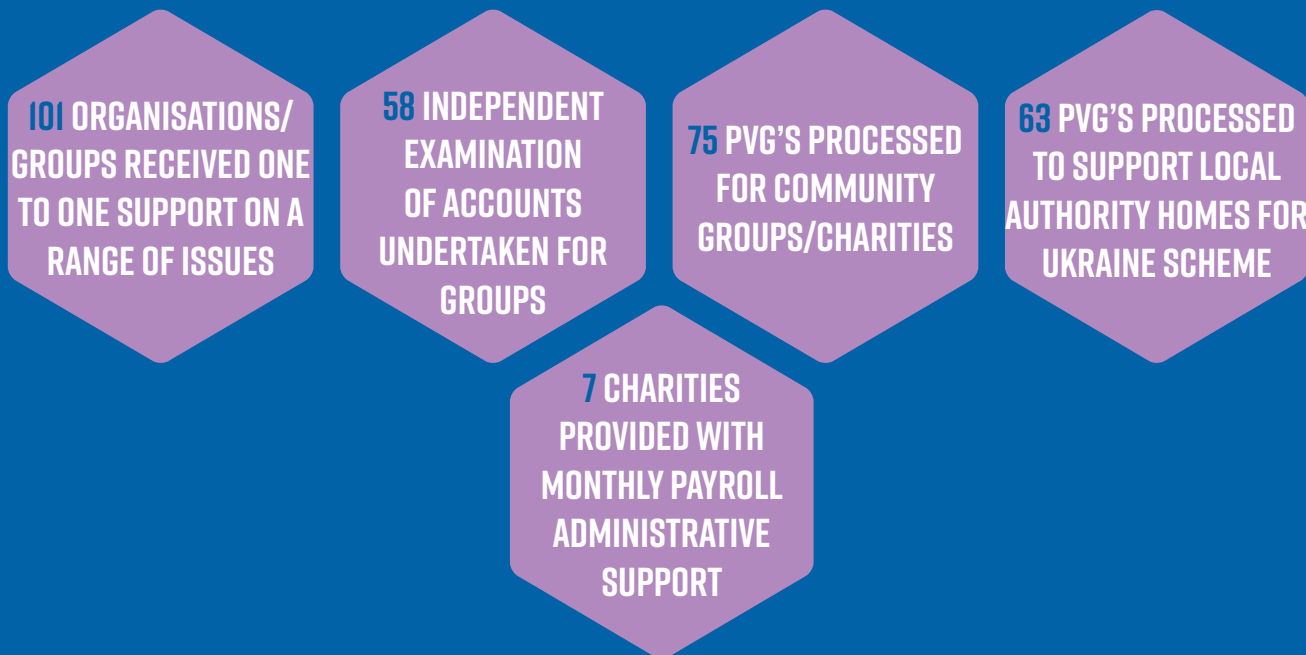 101 ORGANISATIONS/
GROUPS RECEIVED ONE
TO ONE SUPPORT ON A
RANGE OF ISSUES
58 INDEPENDENT
EXAMINATION
OF ACCOUNTS
UNDERTAKEN FOR
GROUPS
75 PVG'S PROCESSED
FOR COMMUNITY
GROUPS/CHARITIES
63 PVG'S PROCESSED
TO SUPPORT LOCAL
AUTHORITY HOMES FOR
UKRAINE SCHEME
7 CHARITIES
PROVIDED WITH
MONTHLY PAYROLL
ADMINISTRATIVE
SUPPORT